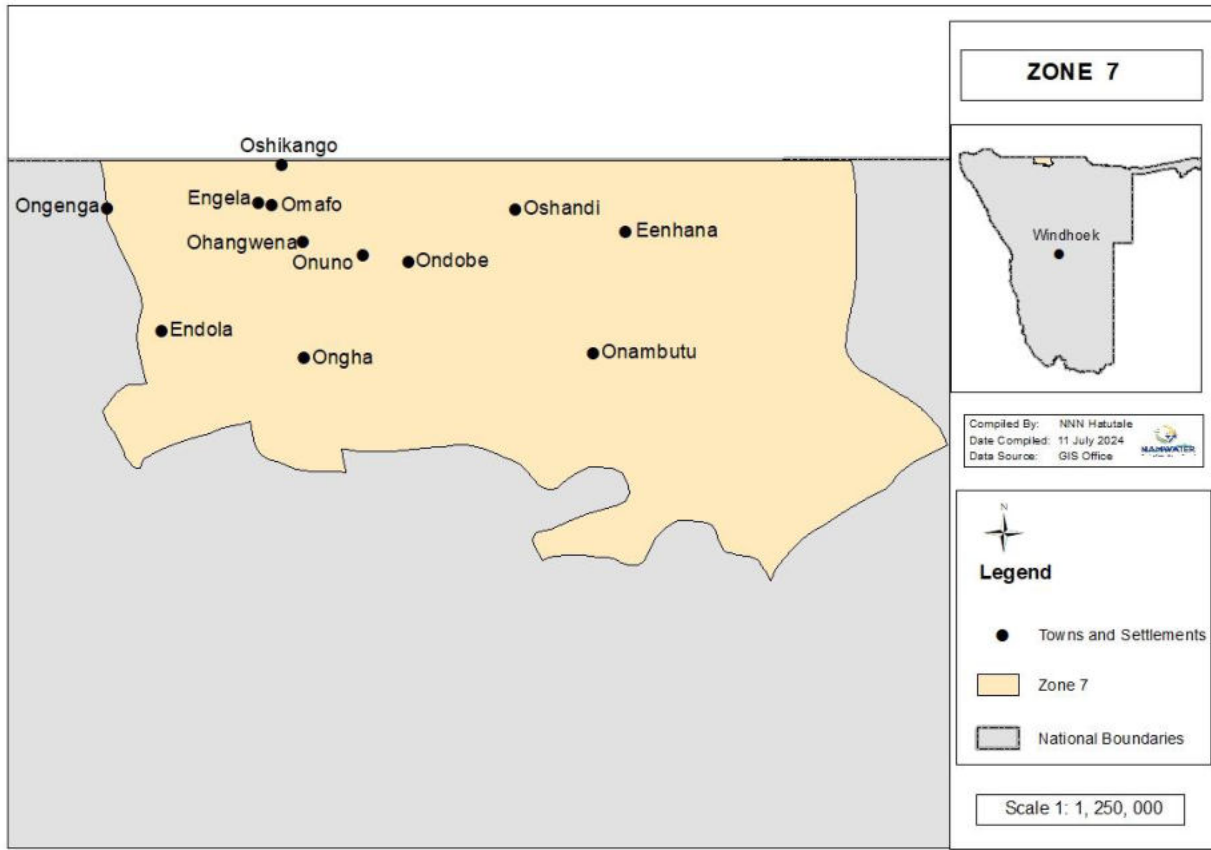 ZONE 7
Oshikango
Engela
Omafo
Ongenga
Oshandi
Eenhana
Ohangwena
Onuno
Ondobe
Endola
Ongha
Onambutu
Windhoek
Compiled By: NNN Hatutale
Date Compiled: 11 July 2024
Data Source: GIS Office
NAMWATER
N
Legend
Towns and Settlements
Zone 7
National Boundaries
Scale 1: 1, 250, 000